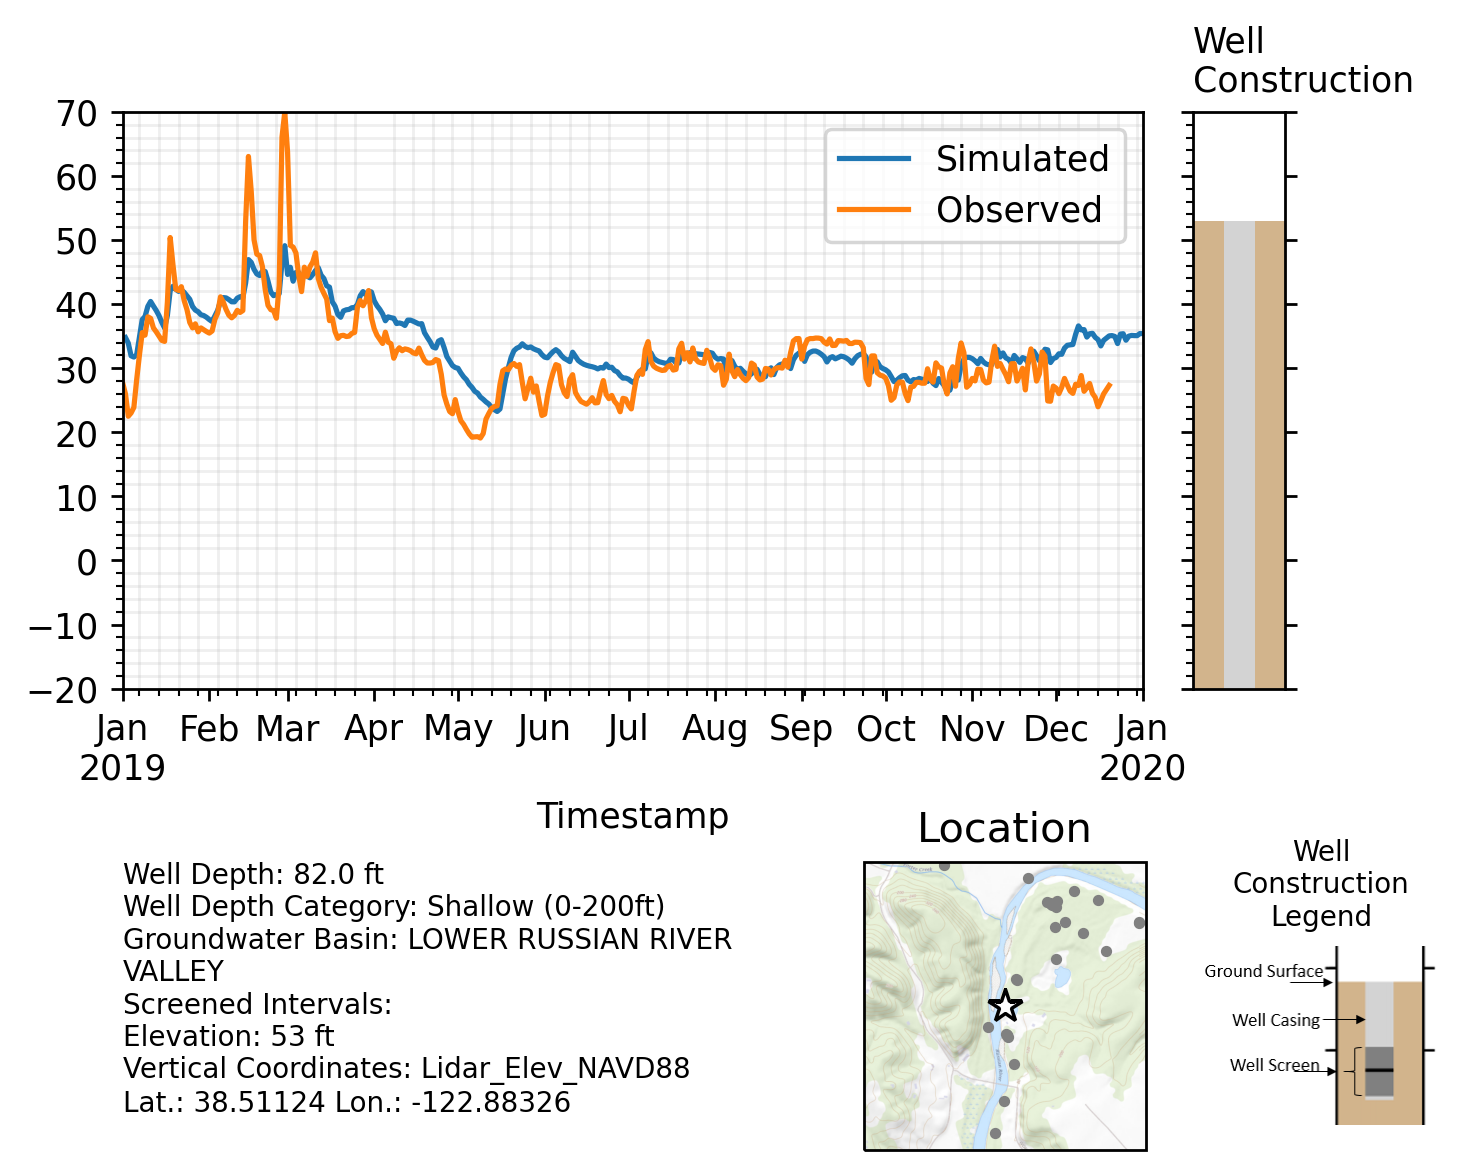 Well
Construction
70
60
50
40
30
20
10
0
−10
−20
Simulated
Observed
Jan Feb Mar Apr May Jun Jul Aug Sep Oct Nov Dec Jan
2019 2020
Timestamp
Well Depth: 82.0 ft
Well Depth Category: Shallow (0-200ft)
Groundwater Basin: LOWER RUSSIAN RIVER
VALLEY
Screened Intervals:
Elevation: 53 ft
Vertical Coordinates: Lidar_Elev_NAVD88
Lat.: 38.51124 Lon.: -122.88326
Location
Well
Construction
Legend
Ground Surface
Well Casing
Well Screen